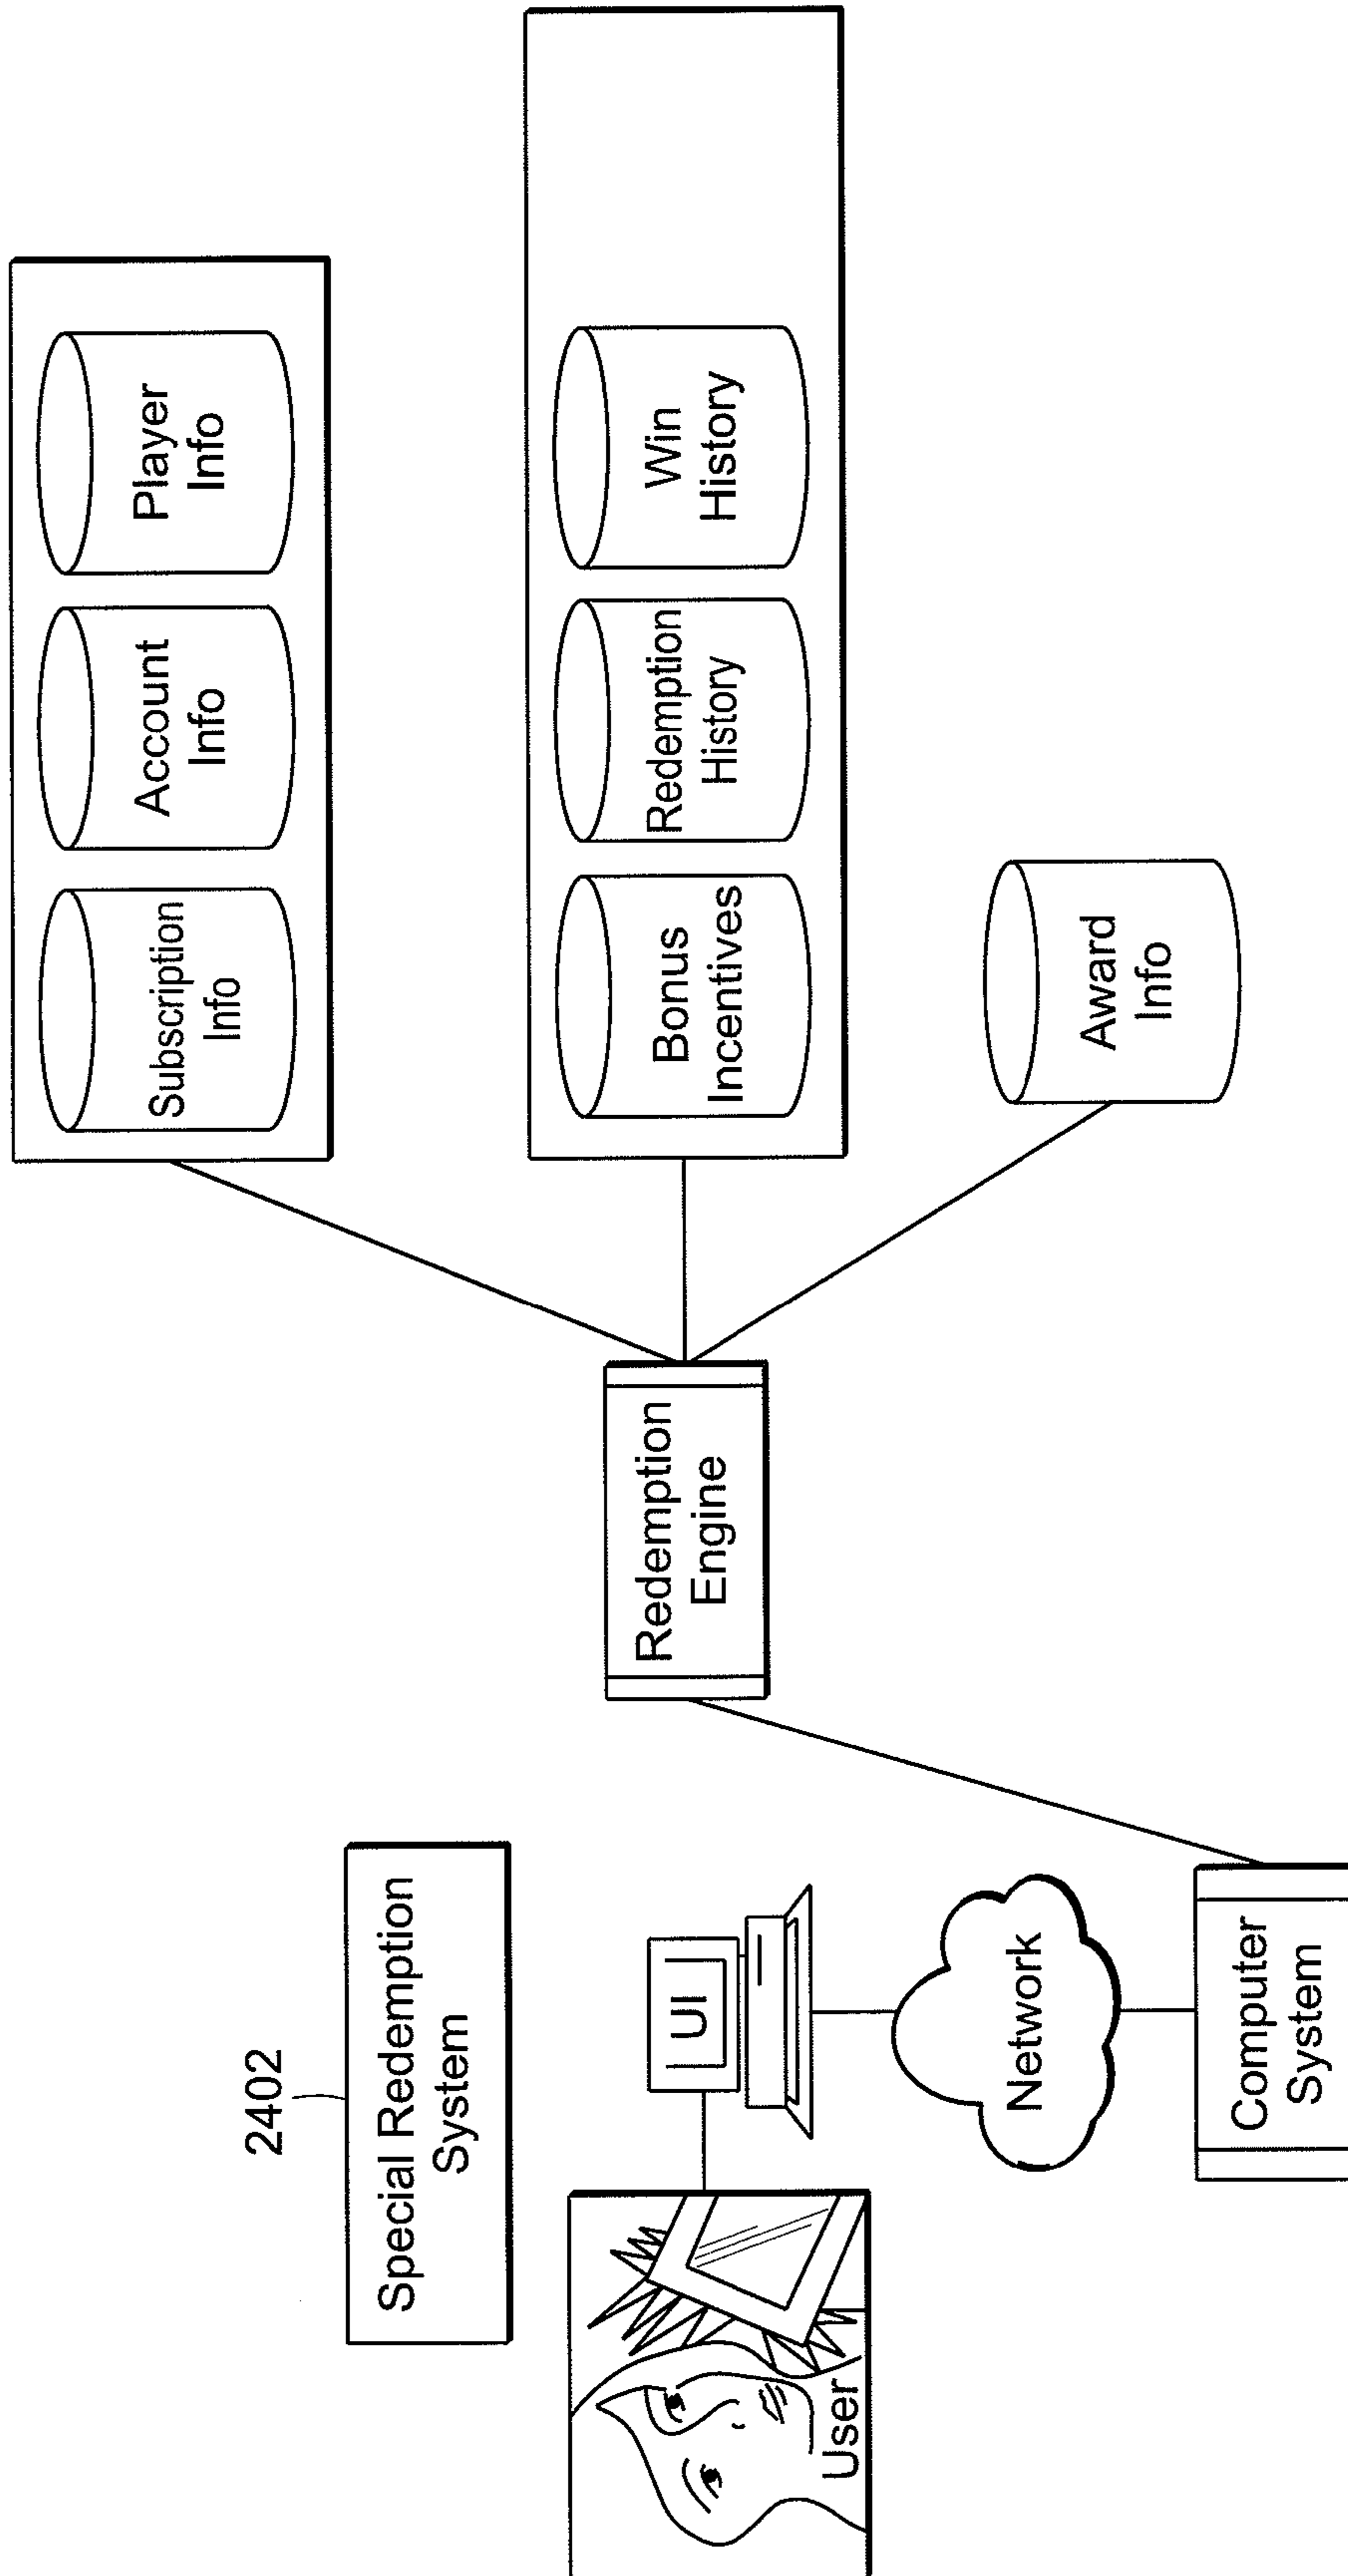 2402
Special Redemption
System
User
UI
Network
Computer
System
Redemption
Engine
Subscription
Info
Account
Info
Player
Info
Bonus
Incentives
Redemption
History
Win
History
Award
Info